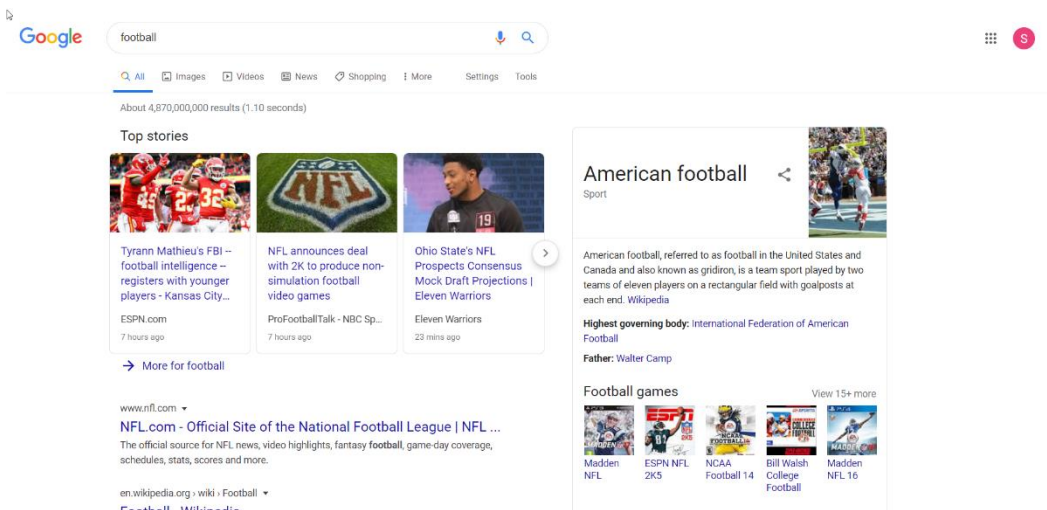 Google
football
S
All
Images
Videos
News
Shopping
More
Settings
Tools
About 4,870,000,000 results (1.10 seconds)
Top stories
Tyrann Mathieu's FBI --
football intelligence --
registers with younger
players - Kansas City...
ESPN.com
7 hours ago
NFL announces deal
with 2K to produce non-
simulation football
video games
ProFootballTalk - NBC Sp...
7 hours ago
Ohio State's NFL
Prospects Consensus
Mock Draft Projections |
Eleven Warriors
Eleven Warriors
23 mins ago
More for football
www.nfl.com
NFL.com - Official Site of the National Football League | NFL ...
The official source for NFL news, video highlights, fantasy football, game-day coverage,
schedules, stats, scores and more.
en.wikipedia.org › wiki › Football
Football - Wikipedia
American football
Sport
American football, referred to as football in the United States and
Canada and also known as gridiron, is a team sport played by two
teams of eleven players on a rectangular field with goalposts at
each end. Wikipedia
Highest governing body: International Federation of American
Football
Father: Walter Camp
Football games
View 15+ more
Madden
NFL
ESPN NFL
2K5
NCAA
Football 14
Bill Walsh
College
Football
Madden
NFL 16
NFL
19
49
32
ESPN